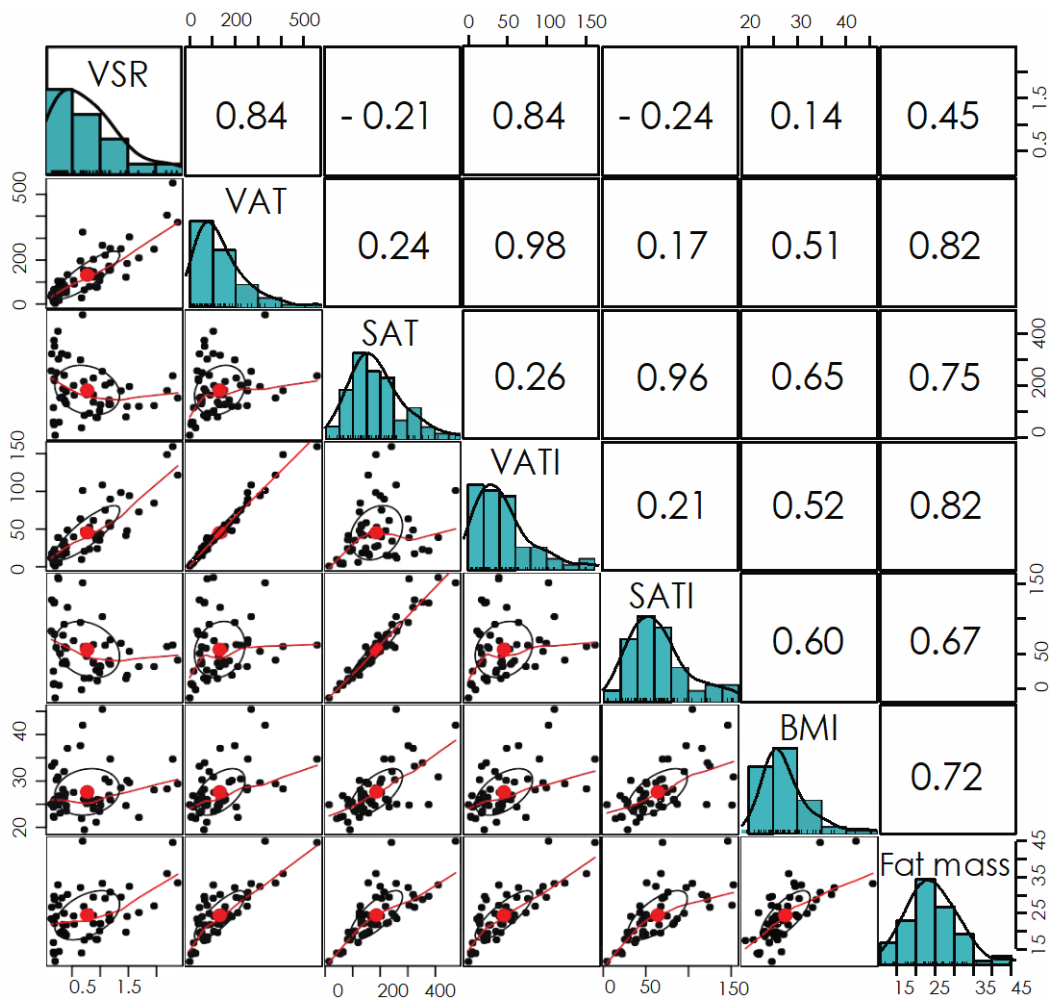 0 200 600 0 50 100 150 20 30 40
VSR 0.84 - 0.21 0.84 - 0.24 0.14 0.45
0.5 1.5
VAT 0.24 0.98 0.17 0.51 0.82
0 200 500
SAT 0.26 0.96 0.65 0.75
0 200 400
VATI 0.21 0.52 0.82
0 50 100 150
SATI 0.60 0.67
0 50 150
BMI 0.72
20 30 40
Fat mass
15 25 35 45
0.5 1.5 0 200 400 0 50 150 15 25 35 45